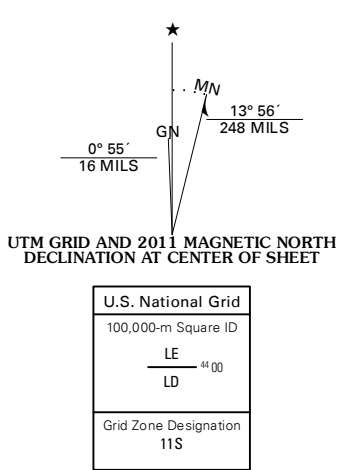 ★
MN
GN
13° 56´
248 MILS
0° 55´
16 MILS
UTM GRID AND 2011 MAGNETIC NORTH
DECLINATION AT CENTER OF SHEET
U.S. National Grid
100,000-m Square ID
LE
44 00
LD
Grid Zone Designation
11S